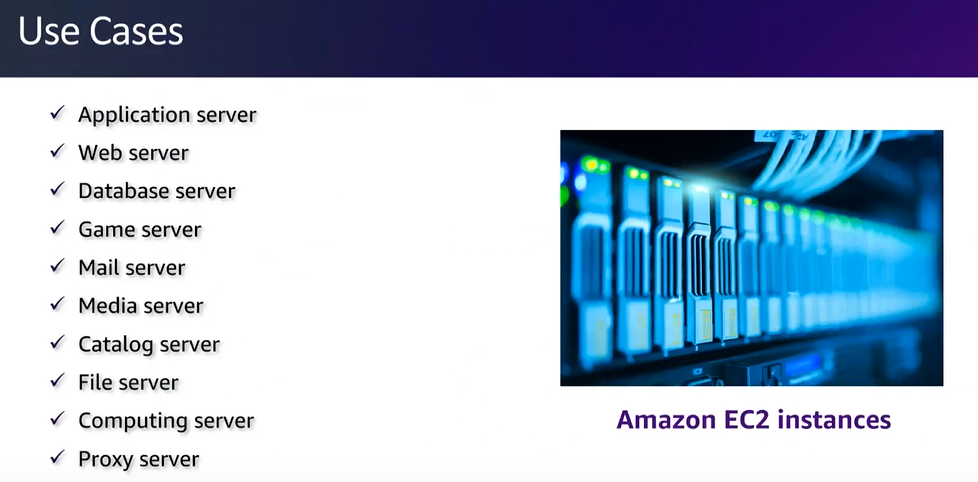 Use Cases
✓ Application server
✓ Web server
✓ Database server
✓ Game server
✓ Mail server
✓ Media server
✓ Catalog server
✓ File server
✓ Computing server
✓ Proxy server
Amazon EC2 instances